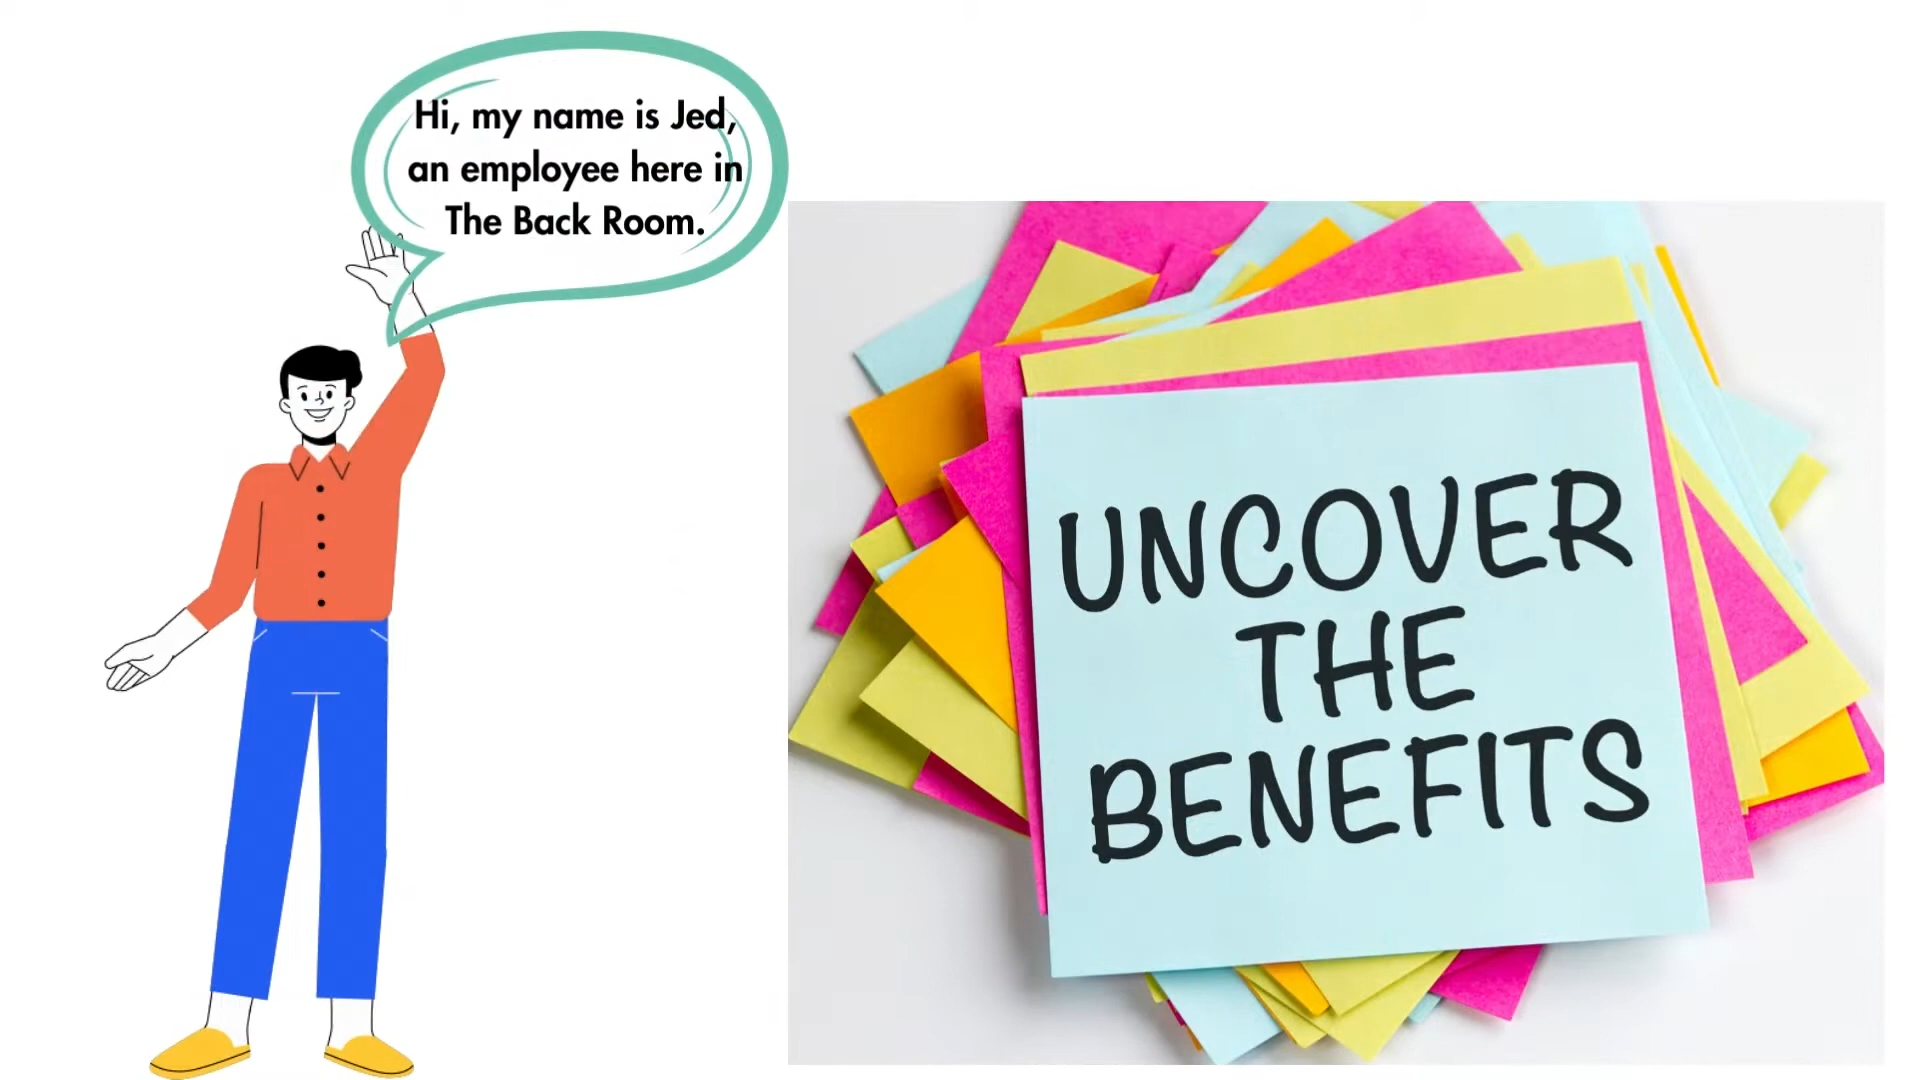 Hi, my name is Jed,
an employee here in
The Back Room.
UNCOVER
THE
BENEFITS